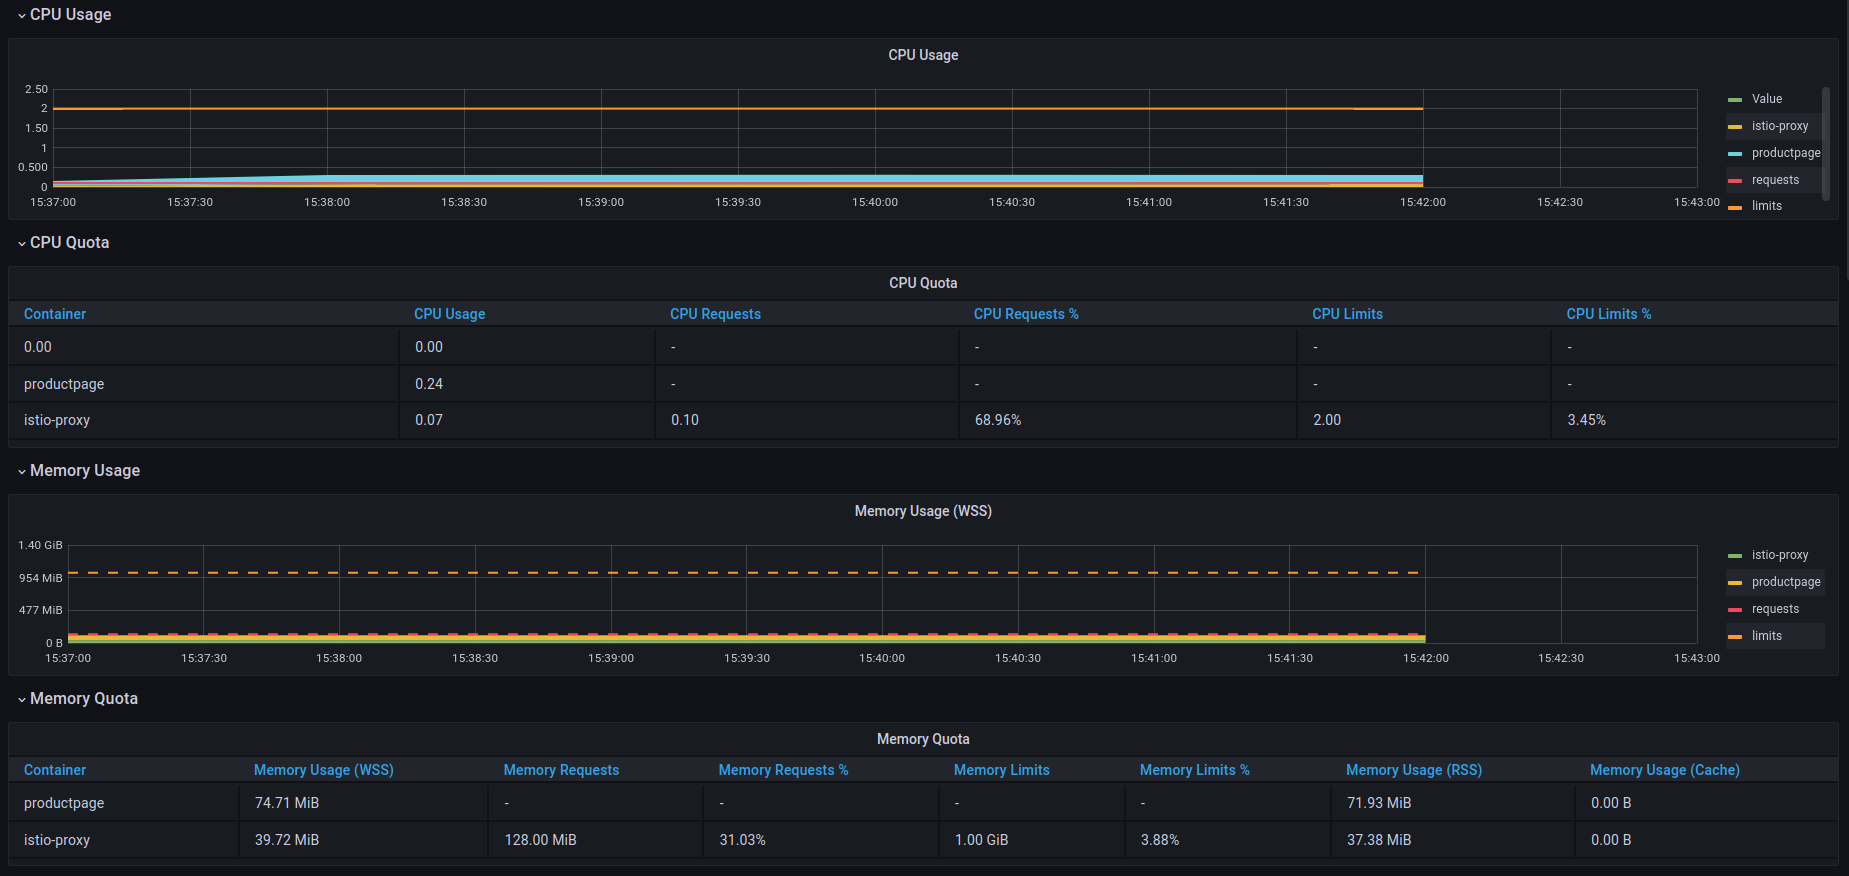 CPU Usage
CPU Usage
2.50
2
1.50
1
0.500
0
15:37:00 15:37:30 15:38:00 15:38:30 15:39:00 15:39:30 15:40:00 15:40:30 15:41:00 15:41:30 15:42:00 15:42:30 15:43:00
Value
istio-proxy
productpage
requests
limits
CPU Quota
CPU Quota
Container CPU Usage CPU Requests CPU Requests % CPU Limits CPU Limits %
0.00 0.00 - - - -
productpage 0.24 - - - -
istio-proxy 0.07 0.10 68.96% 2.00 3.45%
Memory Usage
Memory Usage (WSS)
1.40 GiB
954 MiB
477 MiB
0 B
15:37:00 15:37:30 15:38:00 15:38:30 15:39:00 15:39:30 15:40:00 15:40:30 15:41:00 15:41:30 15:42:00 15:42:30 15:43:00
istio-proxy
productpage
requests
limits
Memory Quota
Memory Quota
Container Memory Usage (WSS) Memory Requests Memory Requests % Memory Limits Memory Limits % Memory Usage (RSS) Memory Usage (Cache)
productpage 74.71 MiB - - - - 71.93 MiB 0.00 B
istio-proxy 39.72 MiB 128.00 MiB 31.03% 1.00 GiB 3.88% 37.38 MiB 0.00 B